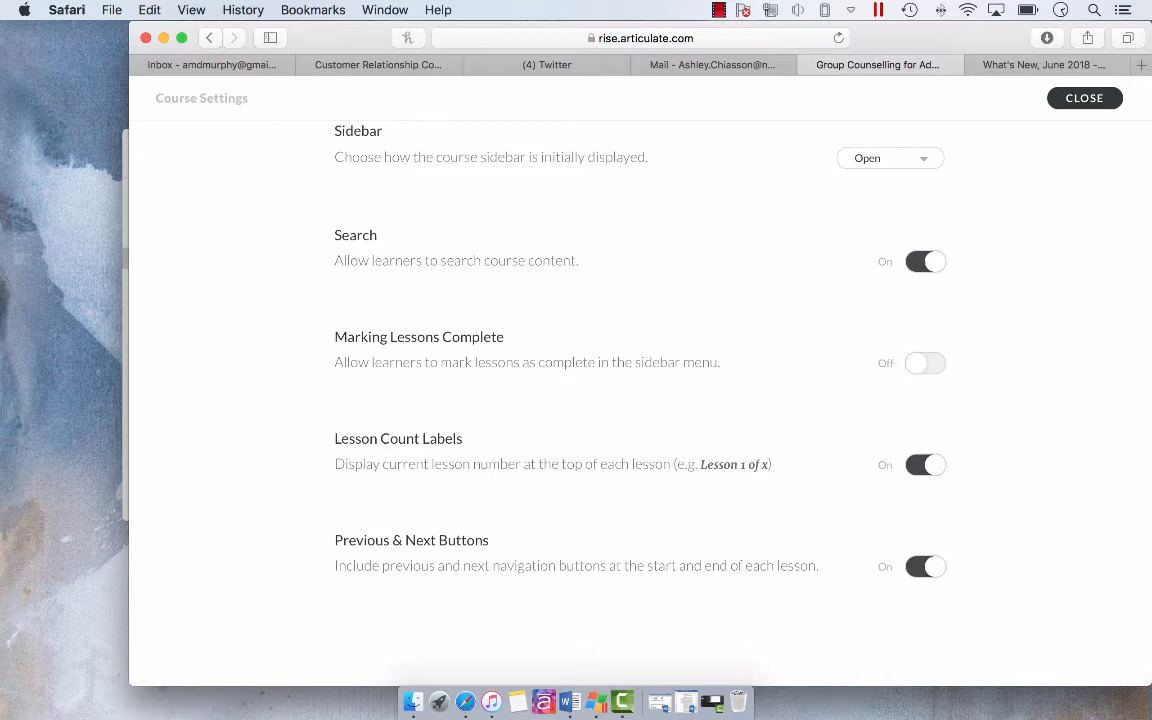 Safari File Edit View History Bookmarks Window Help
rise.articulate.com
Inbox - amdmurphy@gmai... Customer Relationship Co... (4) Twitter Mail - Ashley.Chiasson@n... Group Counselling for Ad... What's New, June 2018 -...
Course Settings CLOSE
Sidebar
Choose how the course sidebar is initially displayed. Open
Search
Allow learners to search course content. On
Marking Lessons Complete
Allow learners to mark lessons as complete in the sidebar menu. Off
Lesson Count Labels
Display current lesson number at the top of each lesson (e.g. Lesson 1 of x) On
Previous & Next Buttons
Include previous and next navigation buttons at the start and end of each lesson. On